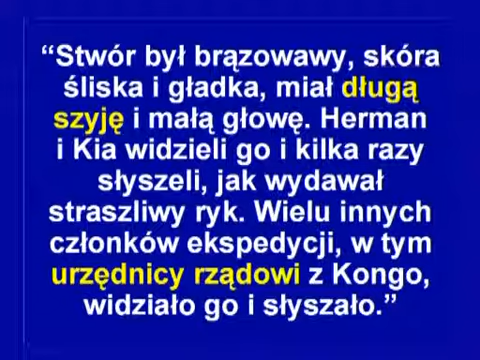 “Stwór był brązowawy, skóra
śliska i gładka, miał długą
szyję i małą głowę. Herman
i Kia widzieli go i kilka razy
słyszeli, jak wydawał
straszliwy ryk. Wielu innych
członków ekspedycji, w tym
urzędnicy rządowi z Kongo,
widziało go i słyszało.”